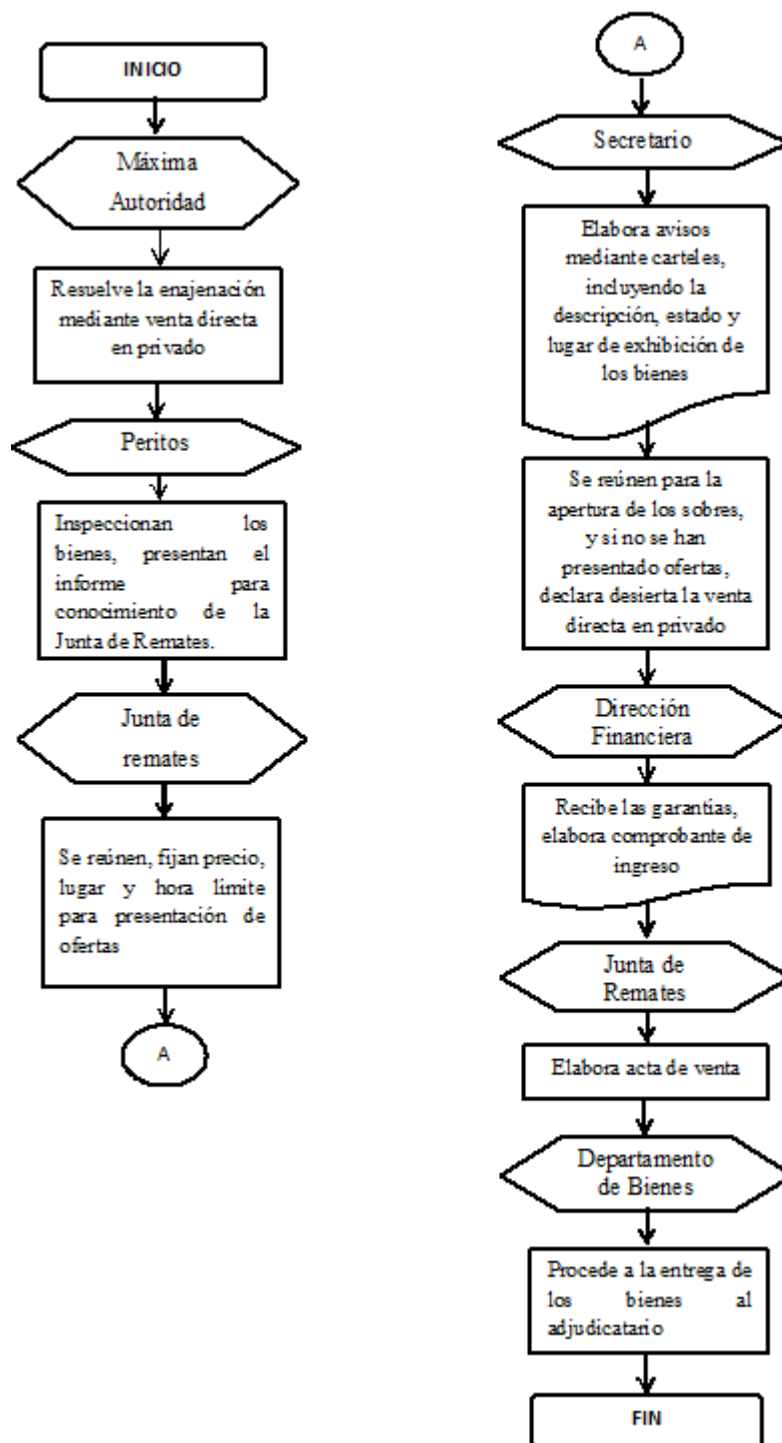 INICIO
Máxima
Autoridad
Resuelve la enajenación
mediante venta directa
en privado
Peritos
Inspeccionan los
bienes, presentan el
informe para
conocimiento de la
Junta de Remates.
Junta de
remates
Se reúnen, fijan precio,
lugar y hora límite
para presentación de
ofertas
A
A
Secretario
Elabora avisos
mediante carteles,
incluyendo la
descripción, estado y
lugar de exhibición de
los bienes
Se reúnen para la
apertura de los sobres,
y si no se han
presentado ofertas,
declara desierta la venta
directa en privado
Dirección
Financiera
Recibe las garantías,
elabora comprobante de
ingreso
Junta de
Remates
Elabora acta de venta
Departamento
de Bienes
Procede a la entrega de
los bienes al
adjudicatario
FIN